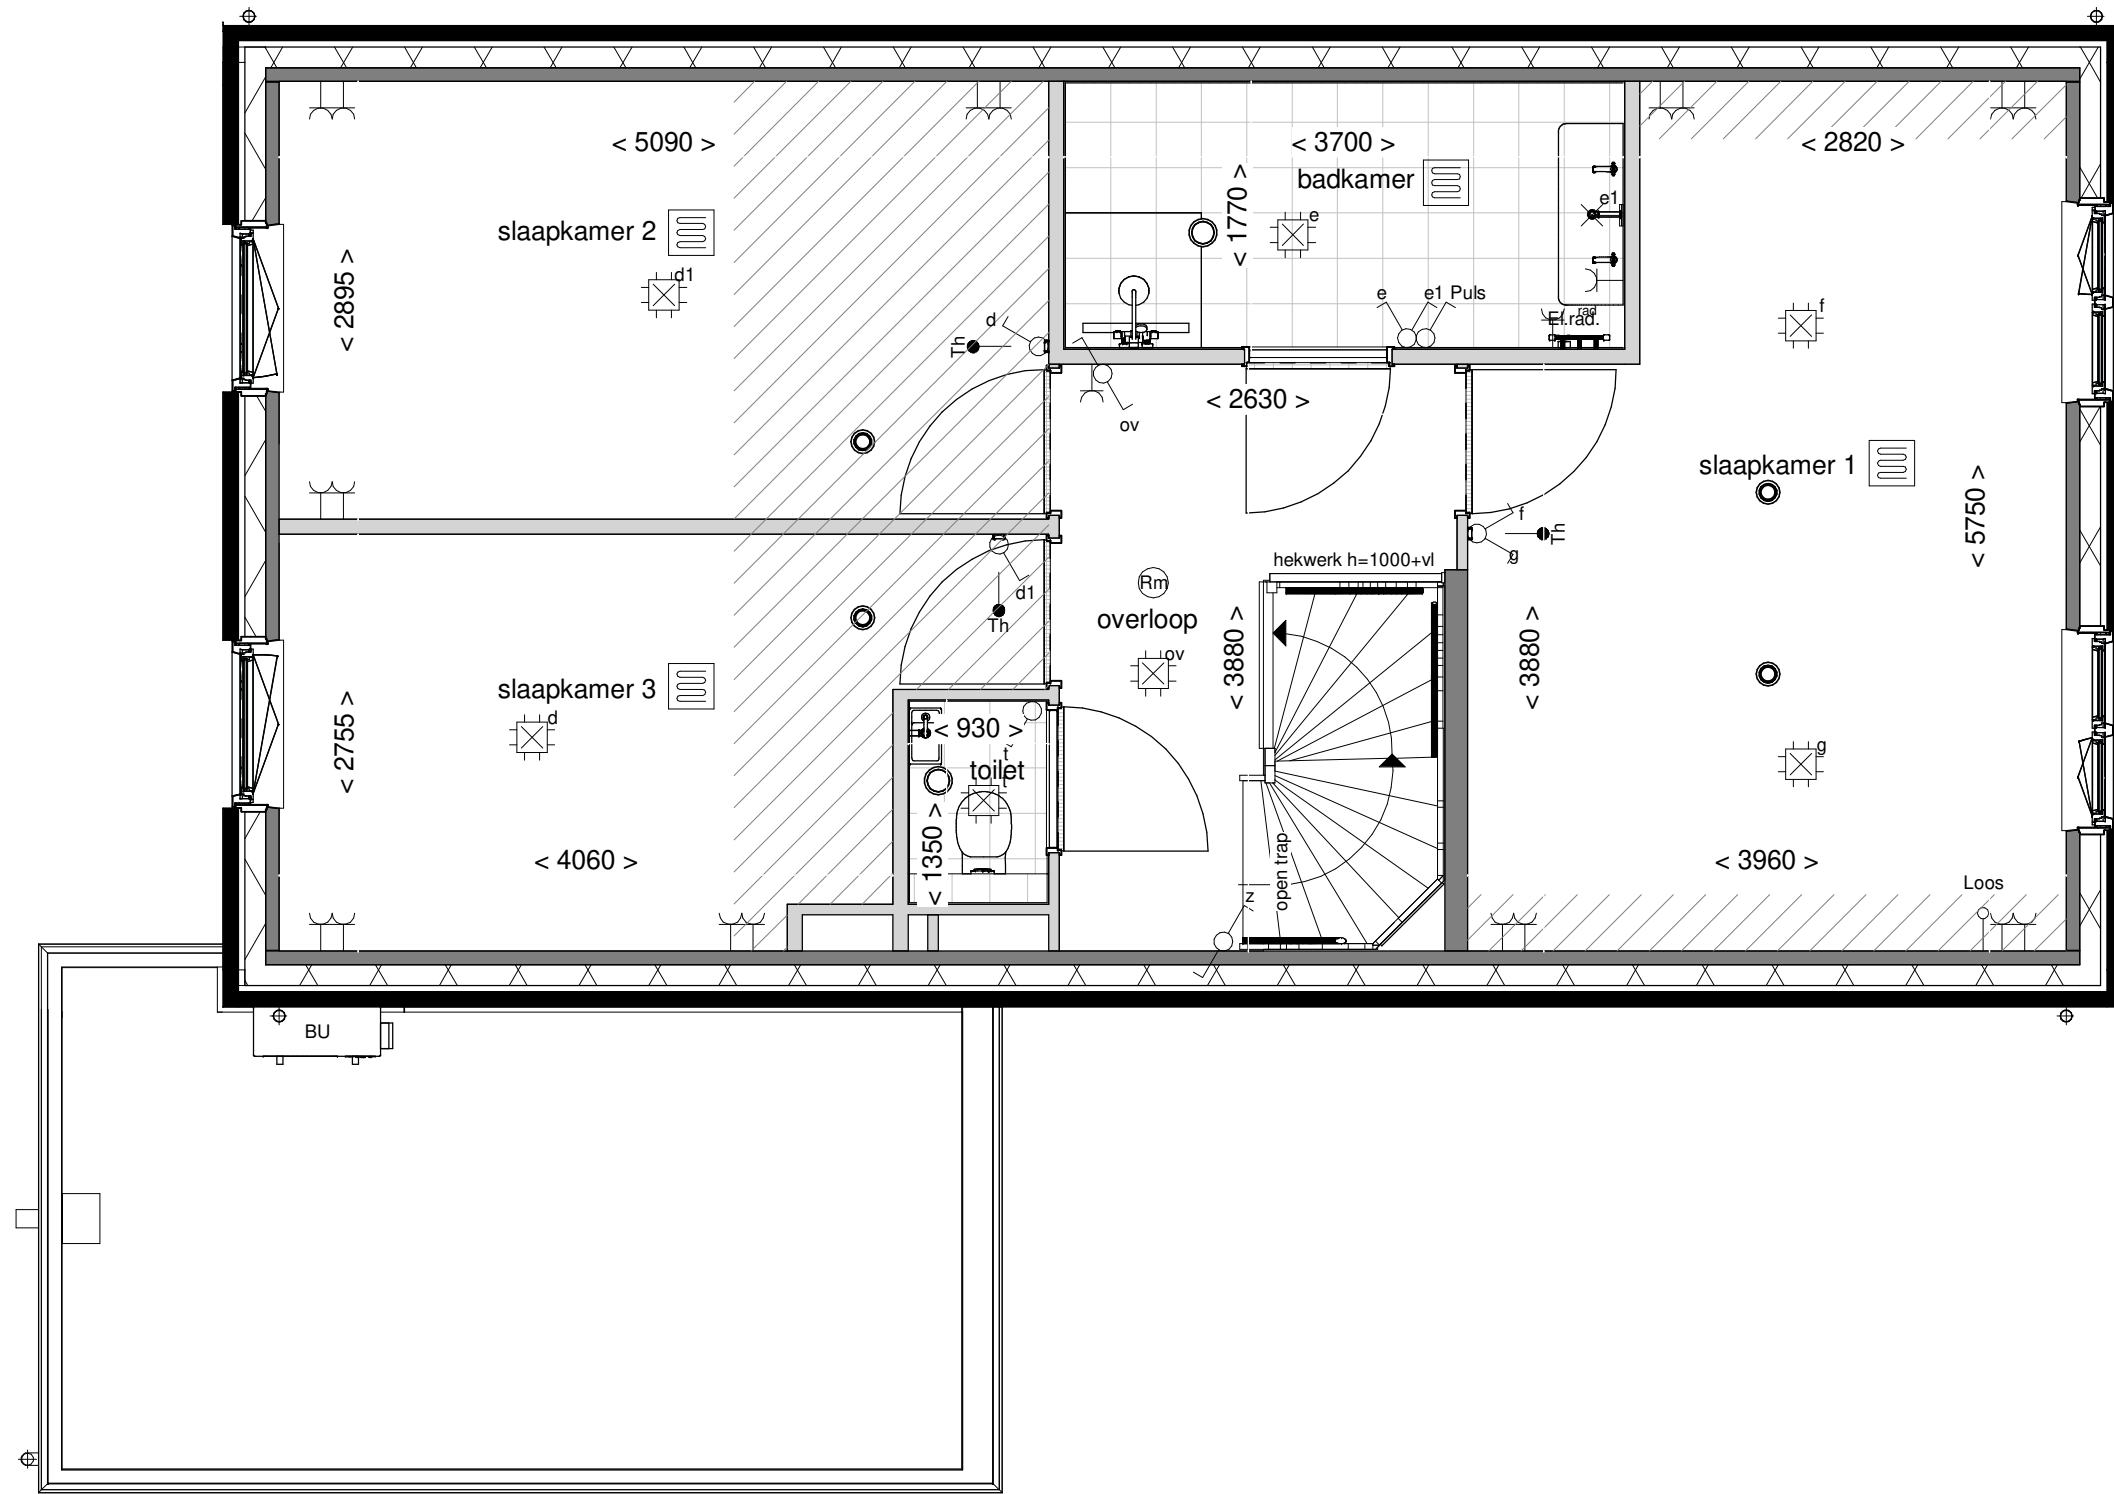 < 5090 >
< 3700 >
< 2820 >
badkamer
< 1770 >
e1
e
slaapkamer 2
d1
< 2895 >
e
e1 Puls
rad
El.rad.
f
d
Th
< 2630 >
ov
slaapkamer 1
< 5750 >
f
Th
g
hekwerk h=1000+vl
Rm
d1
Th
overloop
ov
< 3880 >
< 3880 >
slaapkamer 3
d
< 2755 >
< 930 >
t
toilet
t
g
< 1350 >
open trap
< 4060 >
< 3960 >
Loos
z
BU